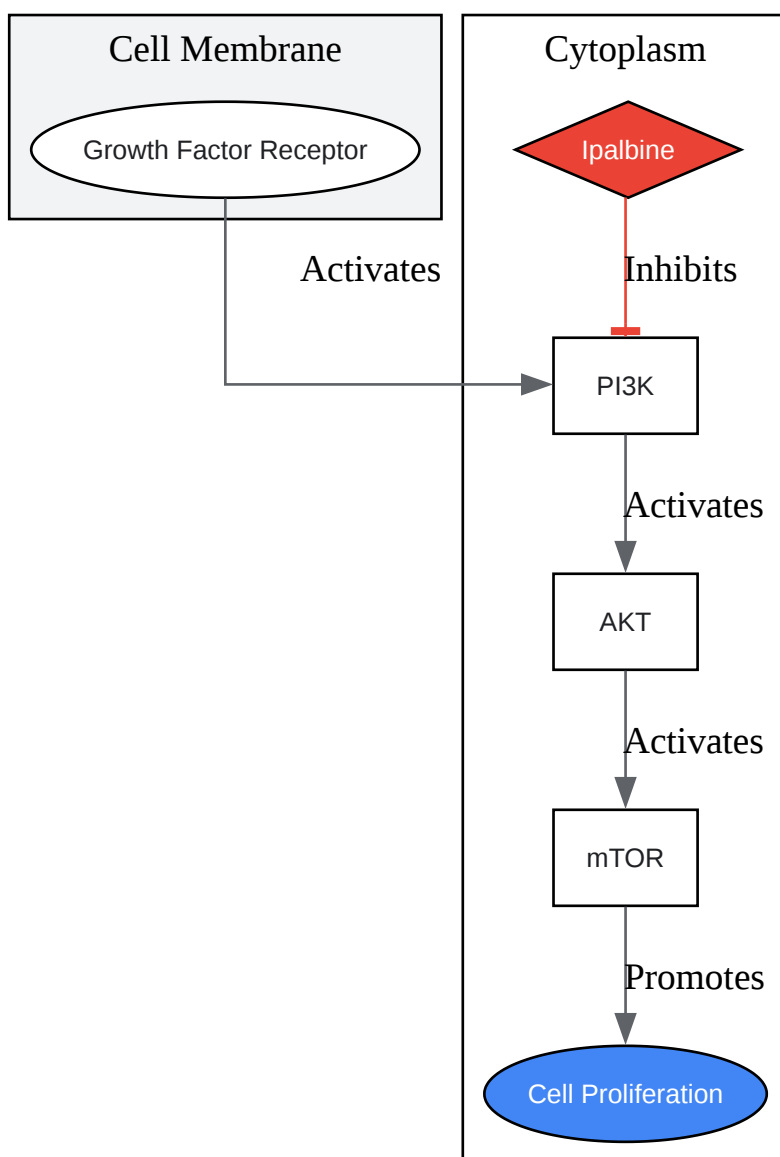 Cell Membrane
Cytoplasm
Growth Factor Receptor
Ipalbine
Activates
Inhibits
PI3K
Activates
AKT
Activates
mTOR
Promotes
Cell Proliferation